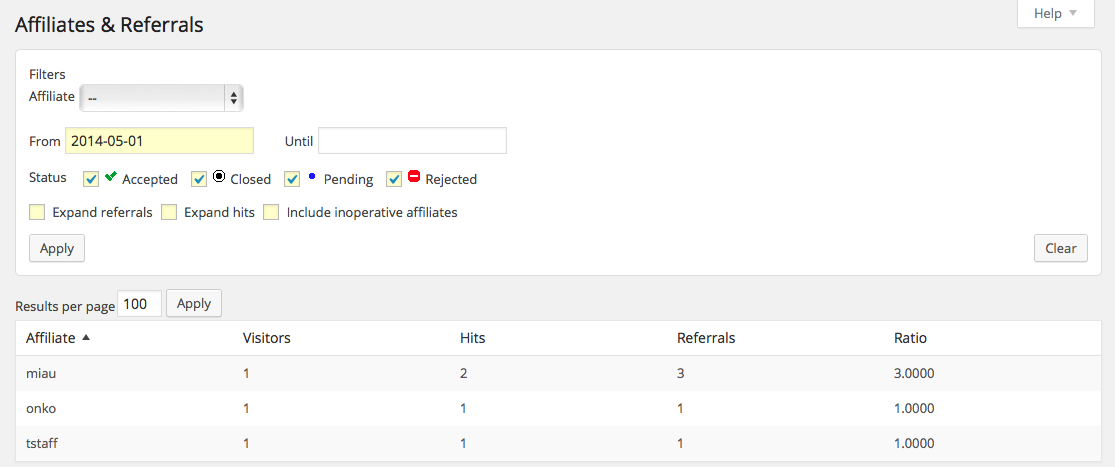 Affiliates & Referrals
Help
Filters
Affiliate --
From 2014-05-01 Until
Status Accepted Closed Pending Rejected
Expand referrals Expand hits Include inoperative affiliates
Apply Clear
Results per page 100 Apply
Affiliate Visitors Hits Referrals Ratio
miau 1 2 3 3.0000
onko 1 1 1 1.0000
tstaff 1 1 1 1.0000